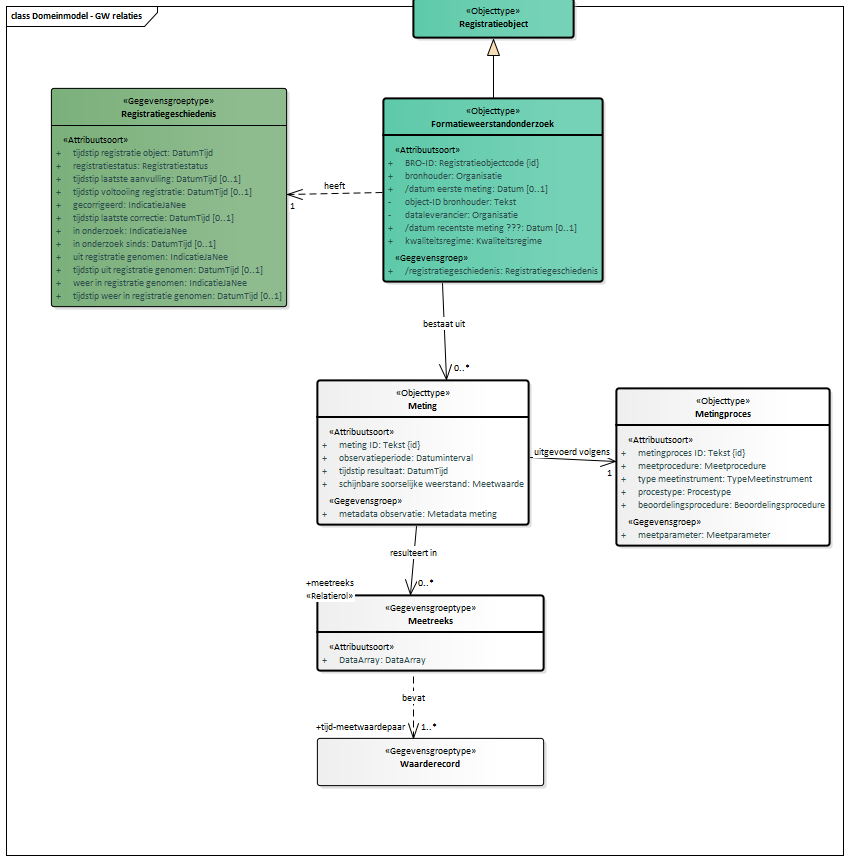 class Domeinmodel - GW relaties
«Objecttype»
Registratieobject
«Gegevensgroeptype»
Registratiegeschiedenis
«Attribuutsoort»
+ tijdstip registratie object: DatumTijd
+ registratiestatus: Registratiestatus
+ tijdstip laatste aanvulling: DatumTijd [0..1]
+ tijdstip voltooiing registratie: DatumTijd [0..1]
+ gecorrigeerd: IndicatieJaNee
+ tijdstip laatste correctie: DatumTijd [0..1]
+ in onderzoek: IndicatieJaNee
+ in onderzoek sinds: DatumTijd [0..1]
+ uit registratie genomen: IndicatieJaNee
+ tijdstip uit registratie genomen: DatumTijd [0..1]
+ weer in registratie genomen: IndicatieJaNee
+ tijdstip weer in registratie genomen: DatumTijd [0..1]
heeft
1
«Objecttype»
Formatieweerstandonderzoek
«Attribuutsoort»
+ BRO-ID: Registratieobjectcode {id}
+ bronhouder: Organisatie
+ /datum eerste meting: Datum [0..1]
- object-ID bronhouder: Tekst
- dataleverancier: Organisatie
+ /datum recentste meting ???: Datum [0..1]
+ kwaliteitsregime: Kwaliteitsregime
«Gegevensgroep»
+ /registratiegeschiedenis: Registratiegeschiedenis
bestaat uit
0..*
«Objecttype»
Meting
«Attribuutsoort»
+ meting ID: Tekst {id}
+ observatieperiode: Datuminterval
+ tijdstip resultaat: DatumTijd
+ schijnbare soorselijke weerstand: Meetwaarde
«Gegevensgroep»
+ metadata observatie: Metadata meting
uitgevoerd volgens
1
«Objecttype»
Metingproces
«Attribuutsoort»
+ metingproces ID: Tekst {id}
+ meetprocedure: Meetprocedure
+ type meetinstrument: TypeMeetinstrument
+ procestype: Procestype
+ beoordelingsprocedure: Beoordelingsprocedure
«Gegevensgroep»
+ meetparameter: Meetparameter
resulteert in
+meetreeks
0..*
«Relatierol»
«Gegevensgroeptype»
Meetreeks
«Attribuutsoort»
+ DataArray: DataArray
bevat
+tijd-meetwaardepaar
1..*
«Gegevensgroeptype»
Waarderecord